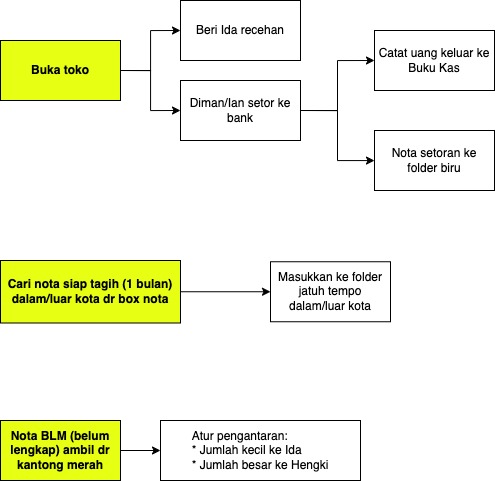 Buka toko
Beri Ida recehan
Diman/Ian setor ke
bank
Catat uang keluar ke
Buku Kas
Nota setoran ke
folder biru
Cari nota siap tagih (1 bulan)
dalam/luar kota dr box nota
Masukkan ke folder
jatuh tempo
dalam/luar kota
Nota BLM (belum
lengkap) ambil dr
kantong merah
Atur pengantaran:
* Jumlah kecil ke Ida
* Jumlah besar ke Hengki